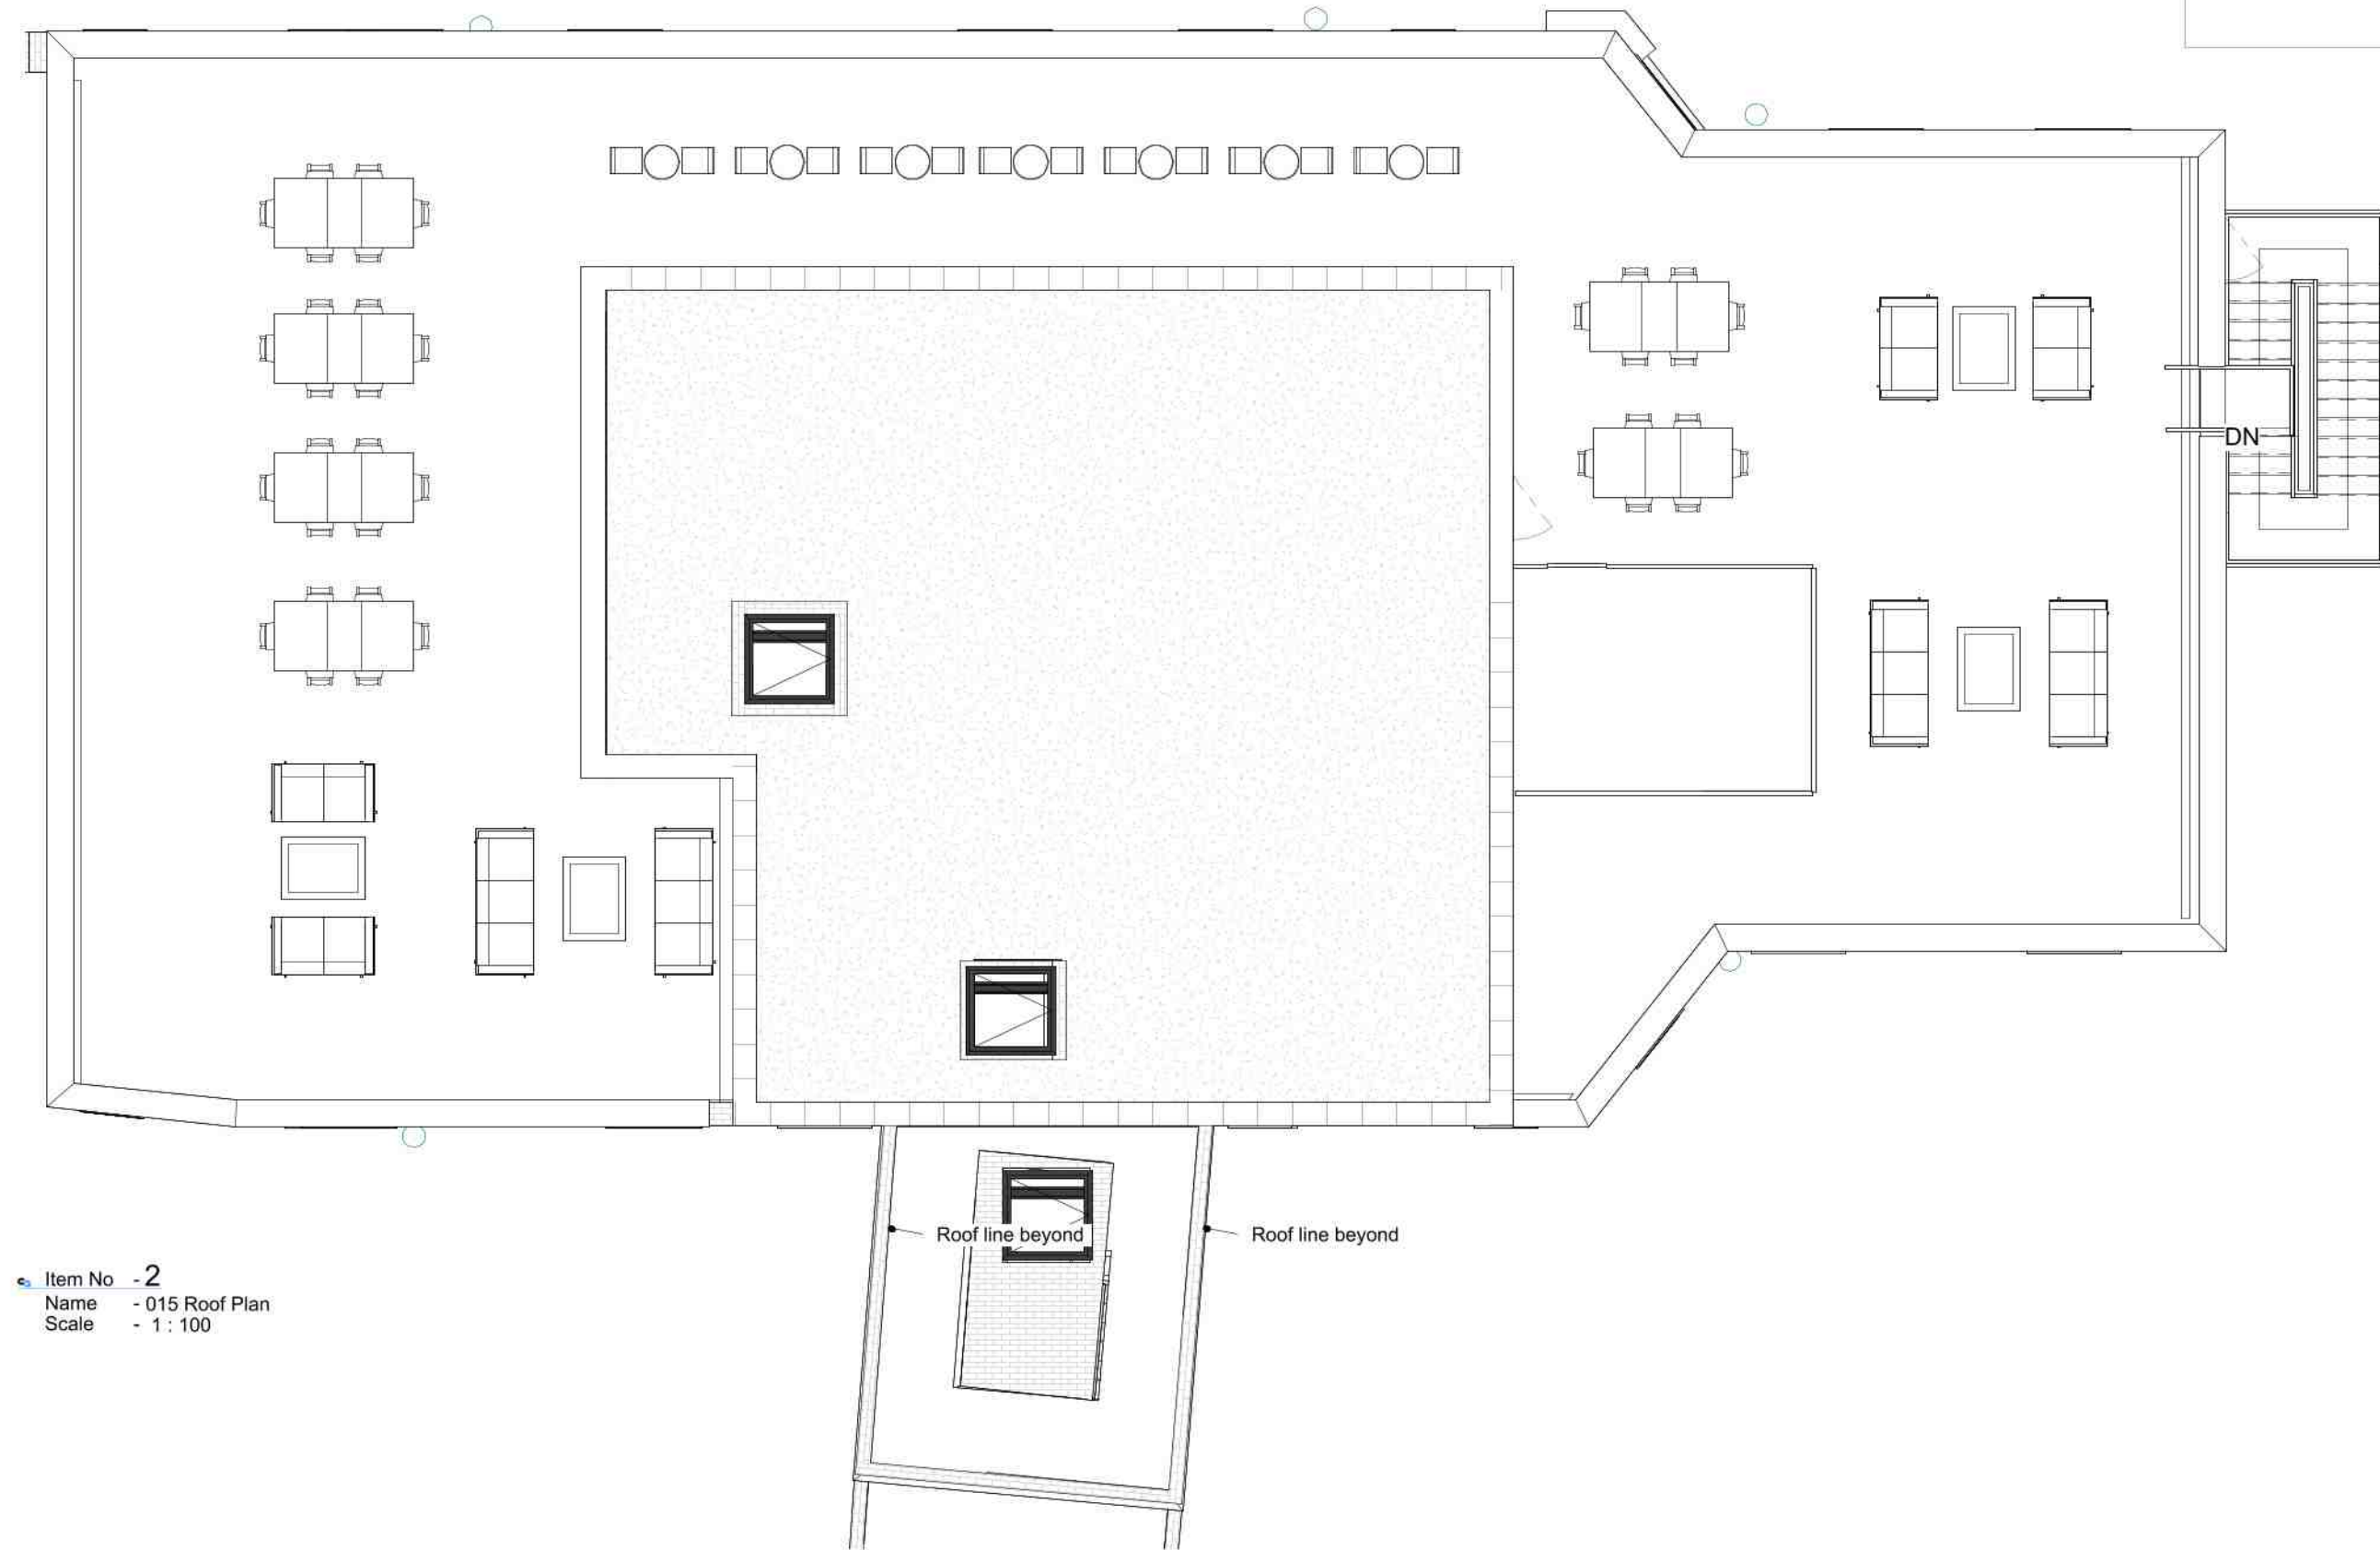 DN
Roof line beyond
Roof line beyond
Item No - 2
Name - 015 Roof Plan
Scale - 1 : 100